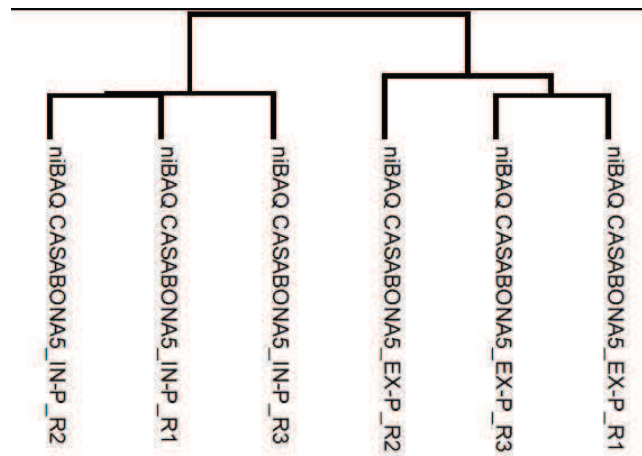 niBAQ CASABONA5_IN-P_R2
niBAQ CASABONA5_IN-P_R1
niBAQ CASABONA5_IN-P_R3
niBAQ CASABONA5_EX-P_R2
niBAQ CASABONA5_EX-P_R3
niBAQ CASABONA5_EX-P_R1